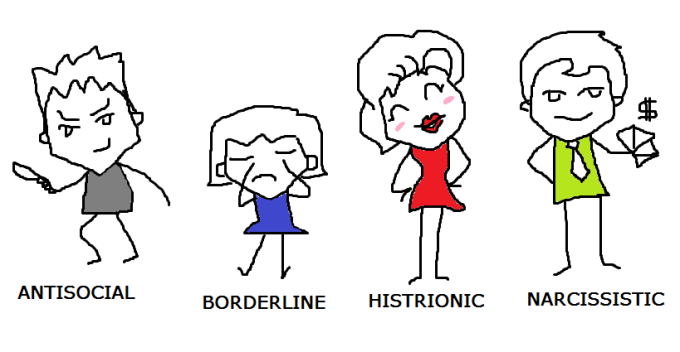 $
ANTISOCIAL
BORDERLINE
HISTRIONIC
NARCISSISTIC